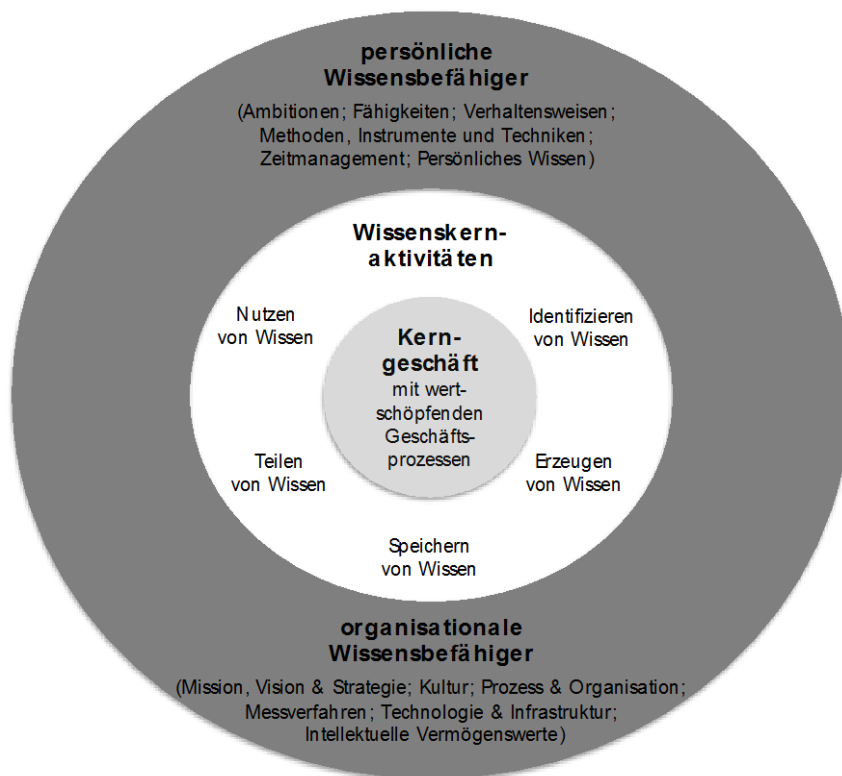 persönliche
Wissensbefähiger
(Ambitionen; Fähigkeiten; Verhaltensweisen;
Methoden, Instrumente und Techniken;
Zeitmanagement; Persönliches Wissen)
Wissenskern-
aktivitäten
Nutzen
von Wissen
Identifizieren
von Wissen
Kern-
geschäft
mit wert-
schöpfenden
Geschäfts-
prozessen
Teilen
von Wissen
Erzeugen
von Wissen
Speichern
von Wissen
organisationale
Wissensbefähiger
(Mission, Vision & Strategie; Kultur; Prozess & Organisation;
Messverfahren; Technologie & Infrastruktur;
Intellektuelle Vermögenswerte)